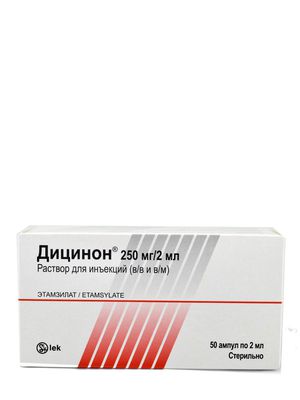 Дицинон® 250 мг/2 мл
Раствор для инъекций (в/в и в/м)
ЭТАМЗИЛАТ / ETAMSYLATE
lek
50 ампул по 2 мл
Стерильно